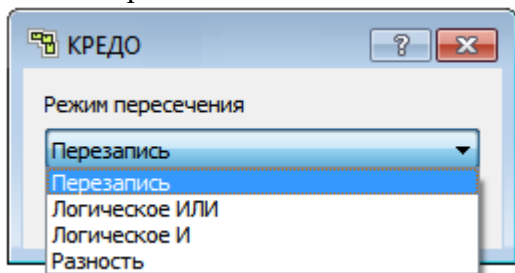 КРЕДО
Режим пересечения
Перезапись
Перезапись
Логическое ИЛИ
Логическое И
Разность